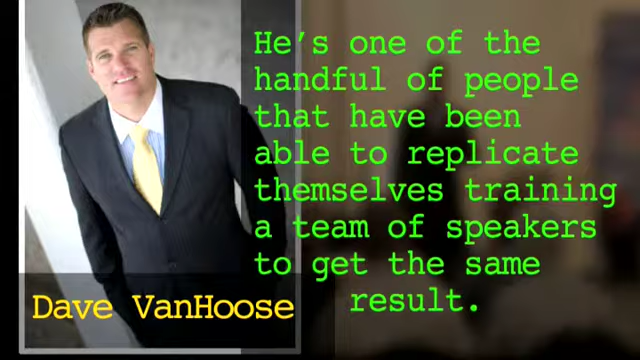 He's one of the
handful of people
that have been
able to replicate
themselves training
a team of speakers
to get the same
result.
Dave VanHoose